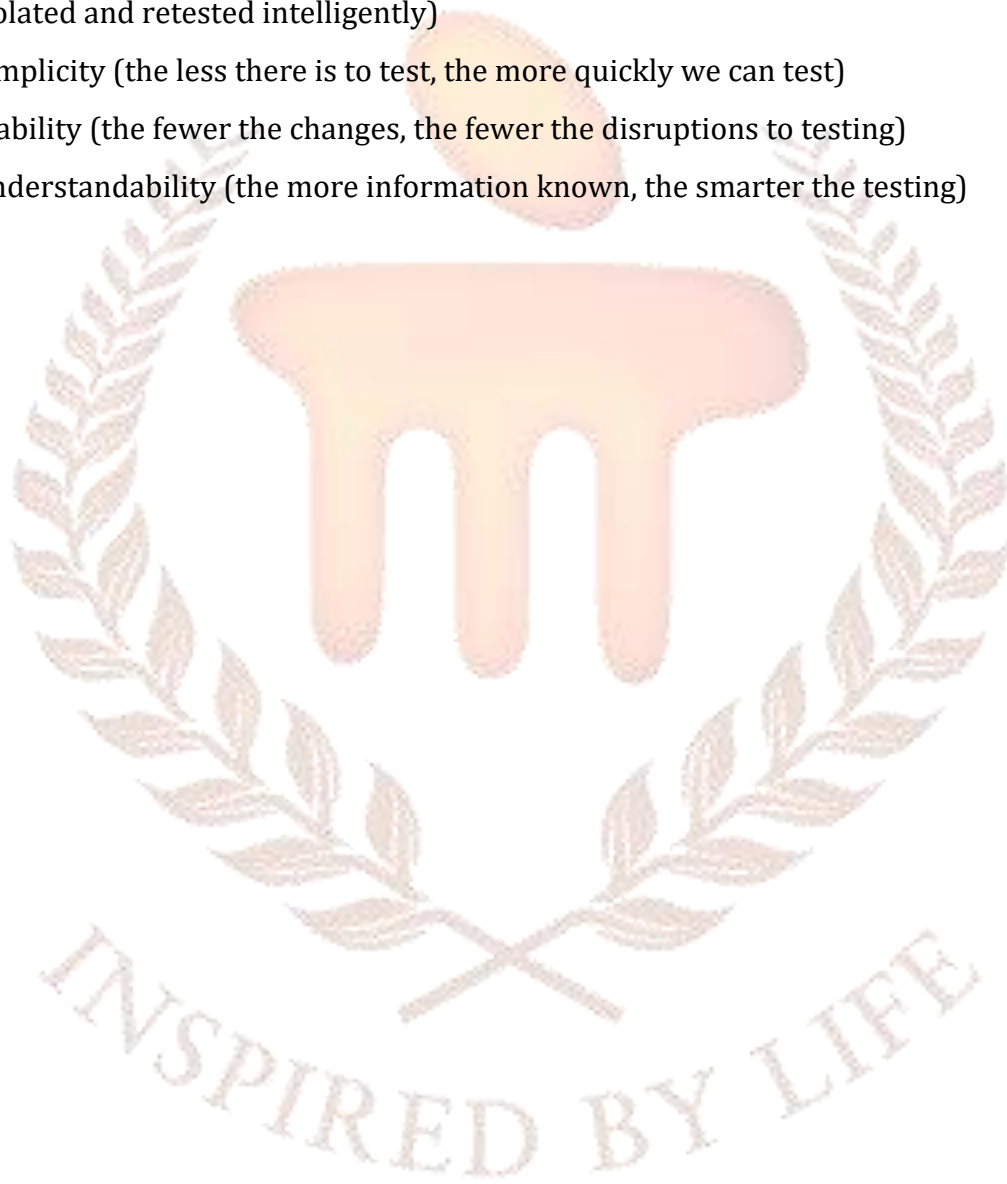 olated and retested intelligently)
mplicity (the less there is to test, the more quickly we can test)
ability (the fewer the changes, the fewer the disruptions to testing)
nderstandability (the more information known, the smarter the testing)
INSPIRED BY LIFE